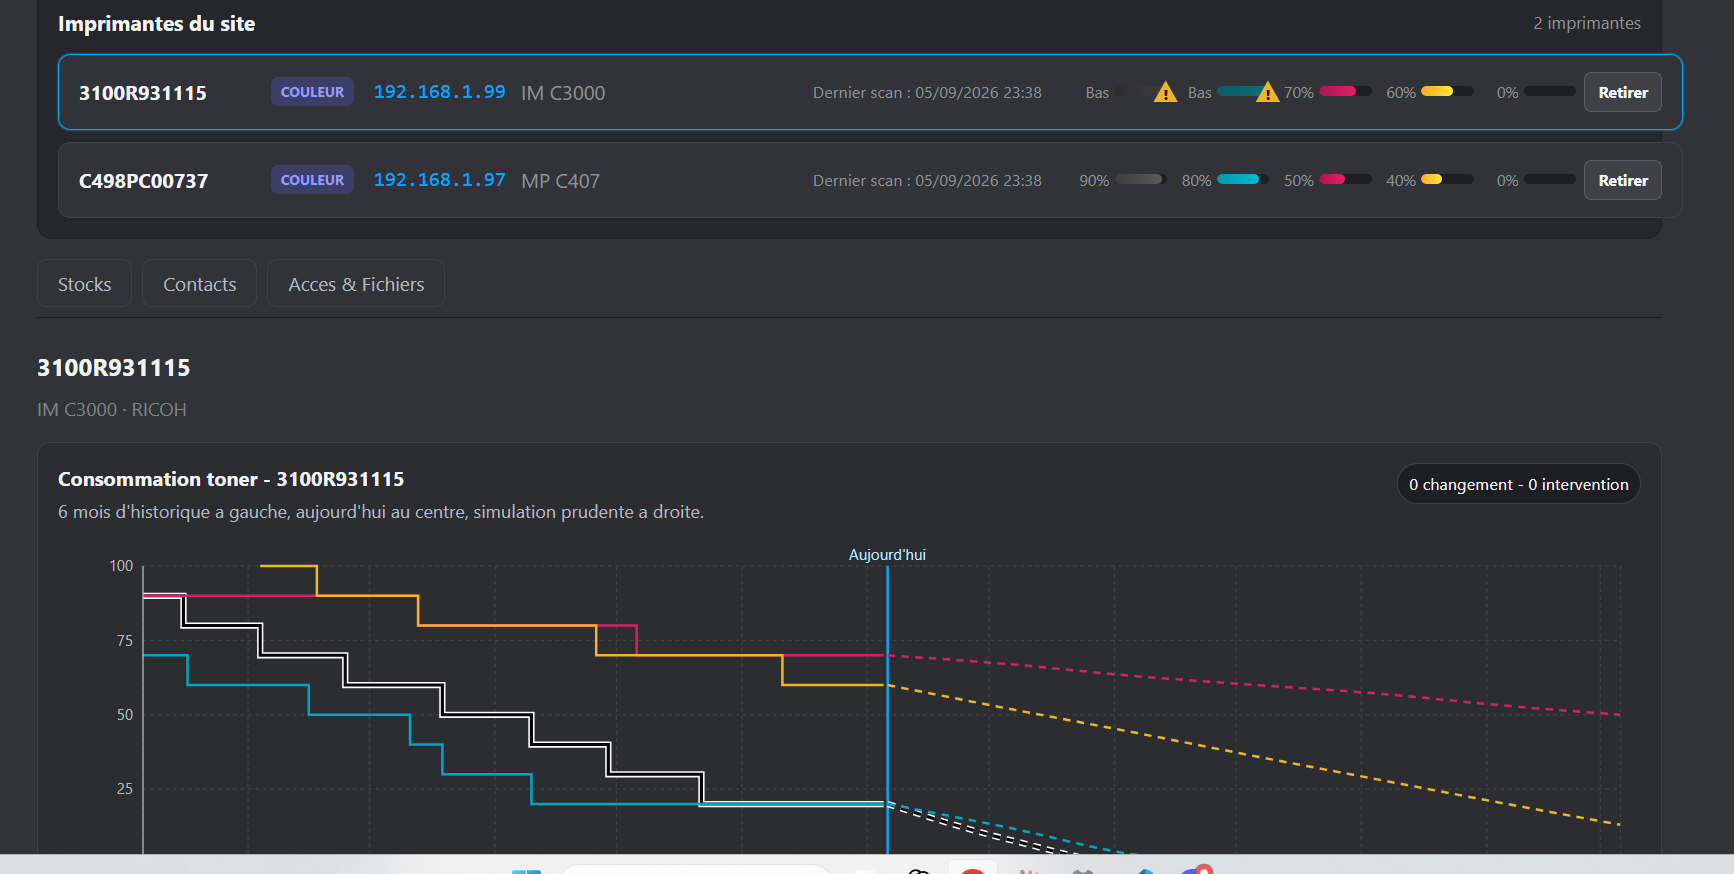 Imprimantes du site
2 imprimantes
3100R931115 COULEUR 192.168.1.99 IM C3000 Dernier scan : 05/09/2026 23:38 Bas Bas 70% 60% 0% Retirer
C498PC00737 COULEUR 192.168.1.97 MP C407 Dernier scan : 05/09/2026 23:38 90% 80% 50% 40% 0% Retirer
Stocks Contacts Acces & Fichiers
3100R931115
IM C3000 · RICOH
Consommation toner - 3100R931115
0 changement - 0 intervention
6 mois d'historique a gauche, aujourd'hui au centre, simulation prudente a droite.
Aujourd'hui
100
75
50
25